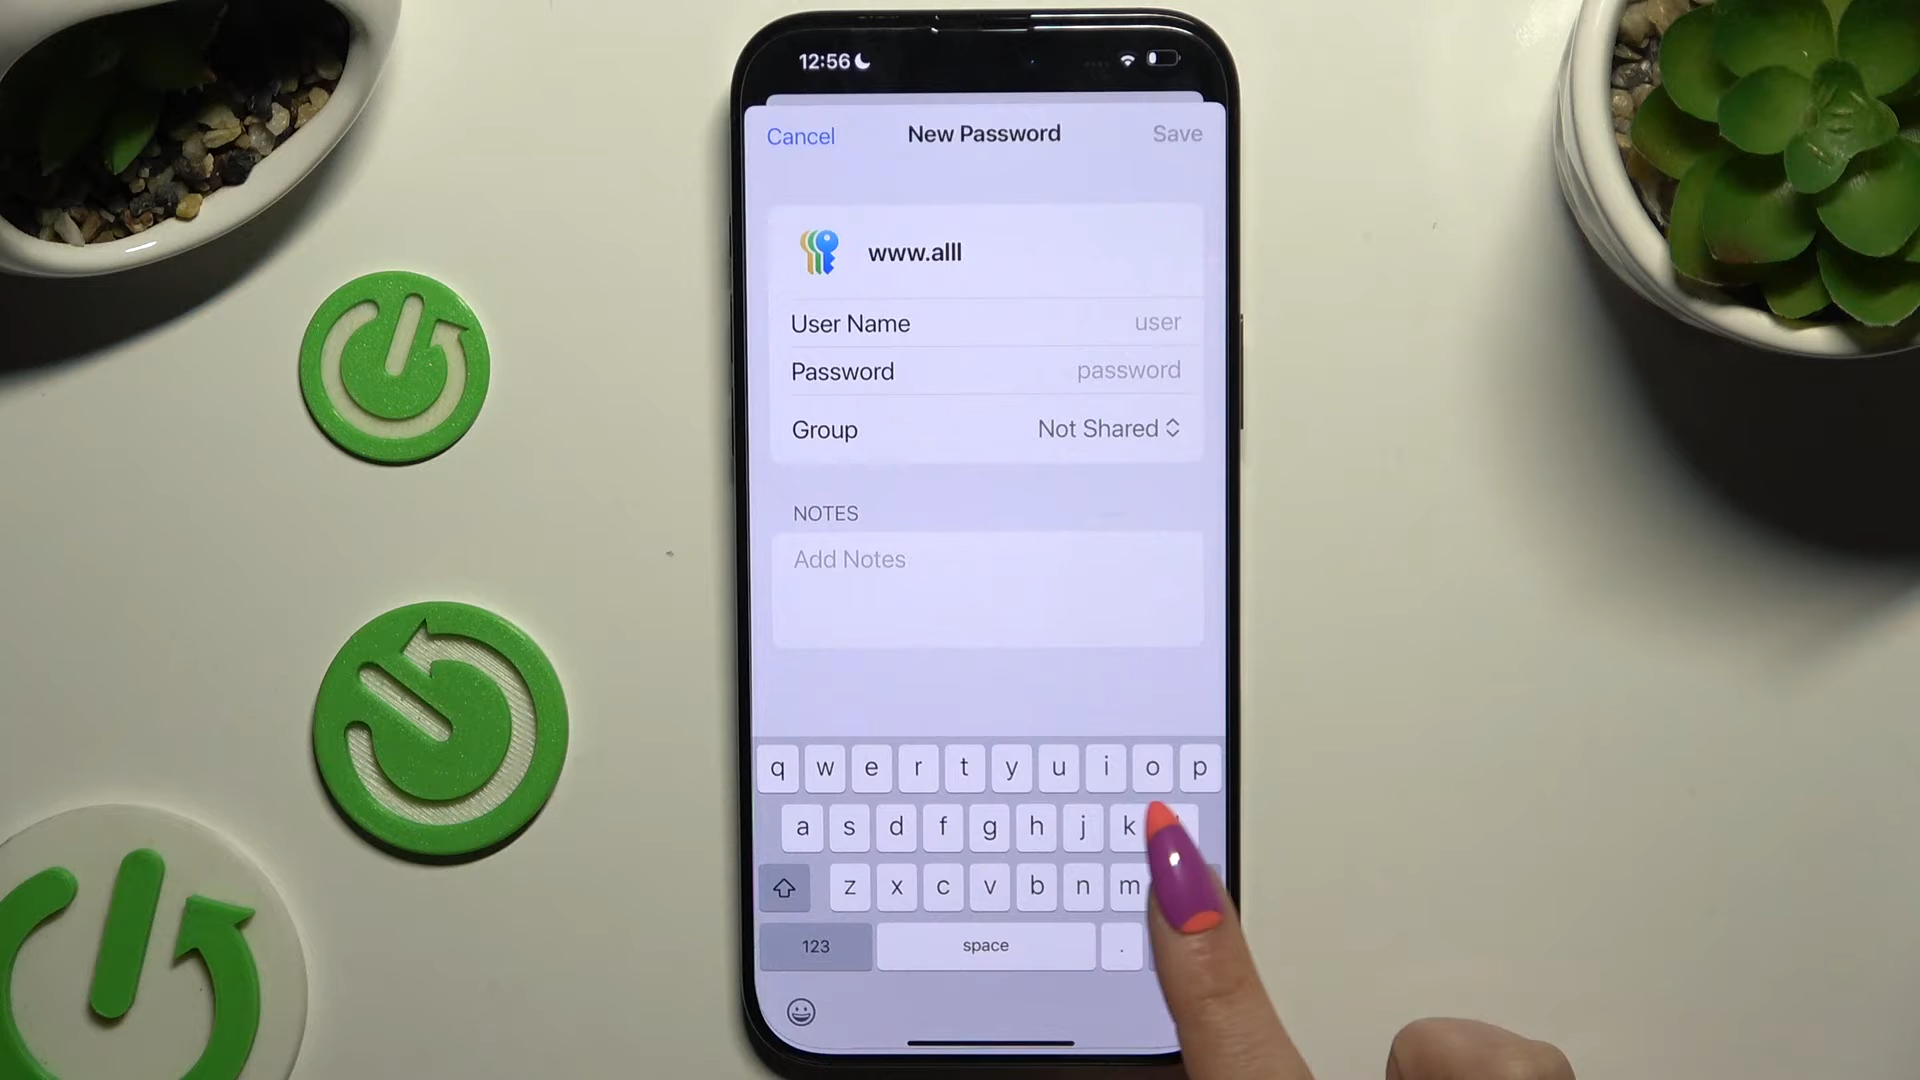 12:56
Cancel New Password Save
www.alll
User Name user
Password password
Group Not Shared
NOTES
Add Notes
q w e r t y u i o p
a s d f g h j k
z x c v b n m
123 space .